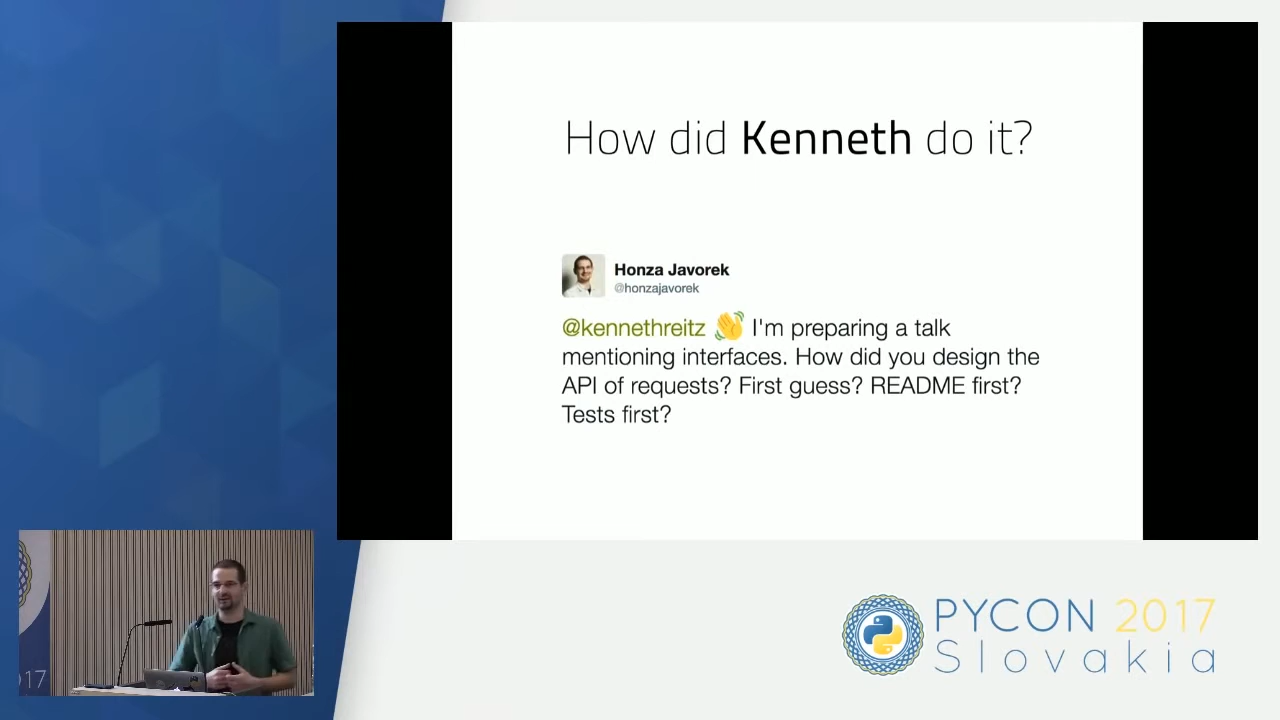 How did Kenneth do it?
Honza Javorek
@honzajavorek
@kennethreitz 👋 I'm preparing a talk
mentioning interfaces. How did you design the
API of requests? First guess? README first?
Tests first?
17
PYCON 2017
Slovakia